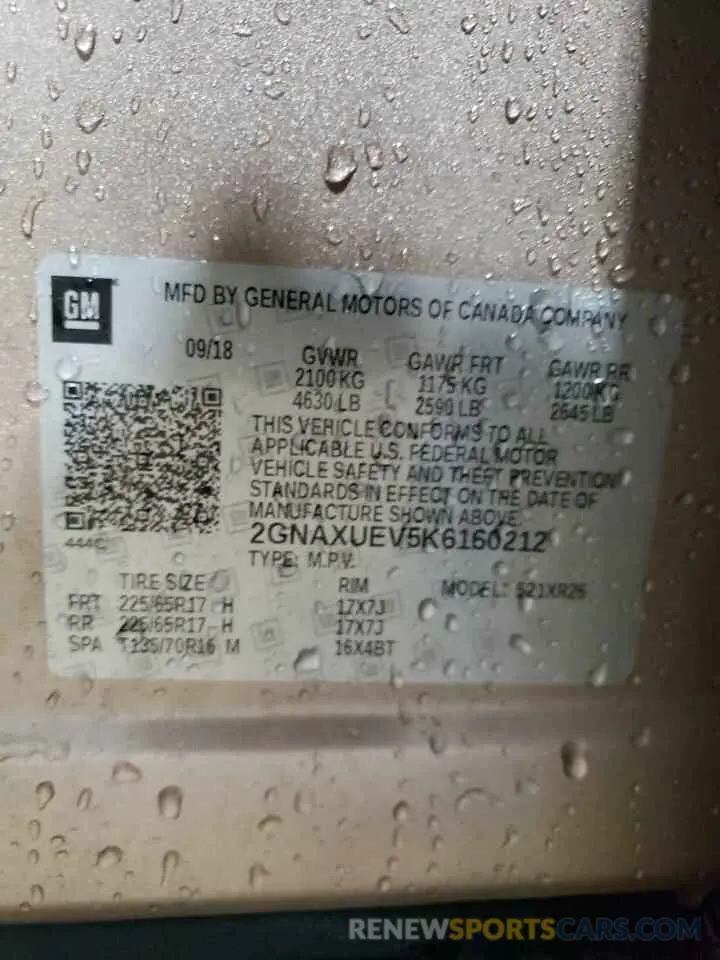 GM
MFD BY GENERAL MOTORS OF CANADA COMPANY
09/18 GVWR GAWR FRT GAWR RR
2100 KG 1175 KG 1200 KG
4630 LB 2590 LB 2645 LB
THIS VEHICLE CONFORMS TO ALL
APPLICABLE U.S. FEDERAL MOTOR
VEHICLE SAFETY AND THEFT PREVENTION
STANDARDS IN EFFECT ON THE DATE OF
MANUFACTURE SHOWN ABOVE.
444C
2GNAXUEV5K6160212
TYPE: M.P.V.
TIRE SIZE RIM MODEL: 521XR26
FRT 225/65R17 H 17X7J
RR 225/65R17 H 17X7J
SPA T135/70R16 M 16X4BT
RENEWSPORTSCARS.COM